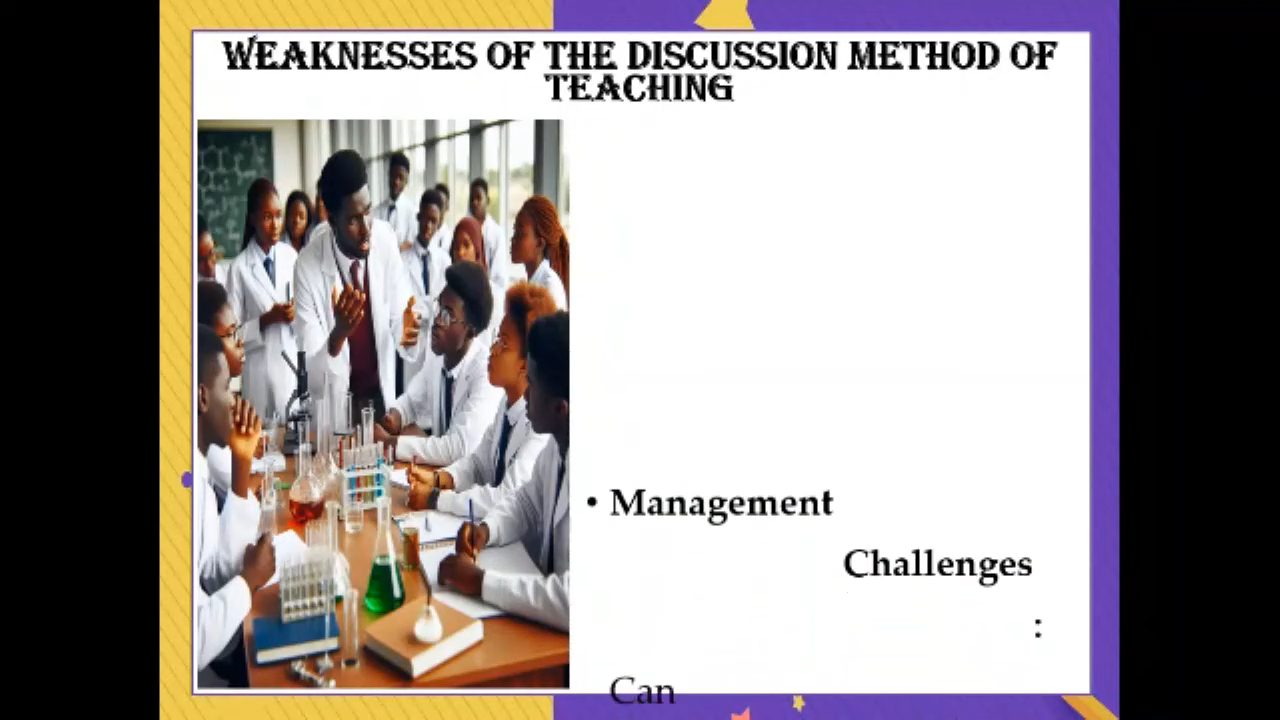 WEAKNESSES OF THE DISCUSSION METHOD OF
TEACHING
• Management
Challenges
:
Can